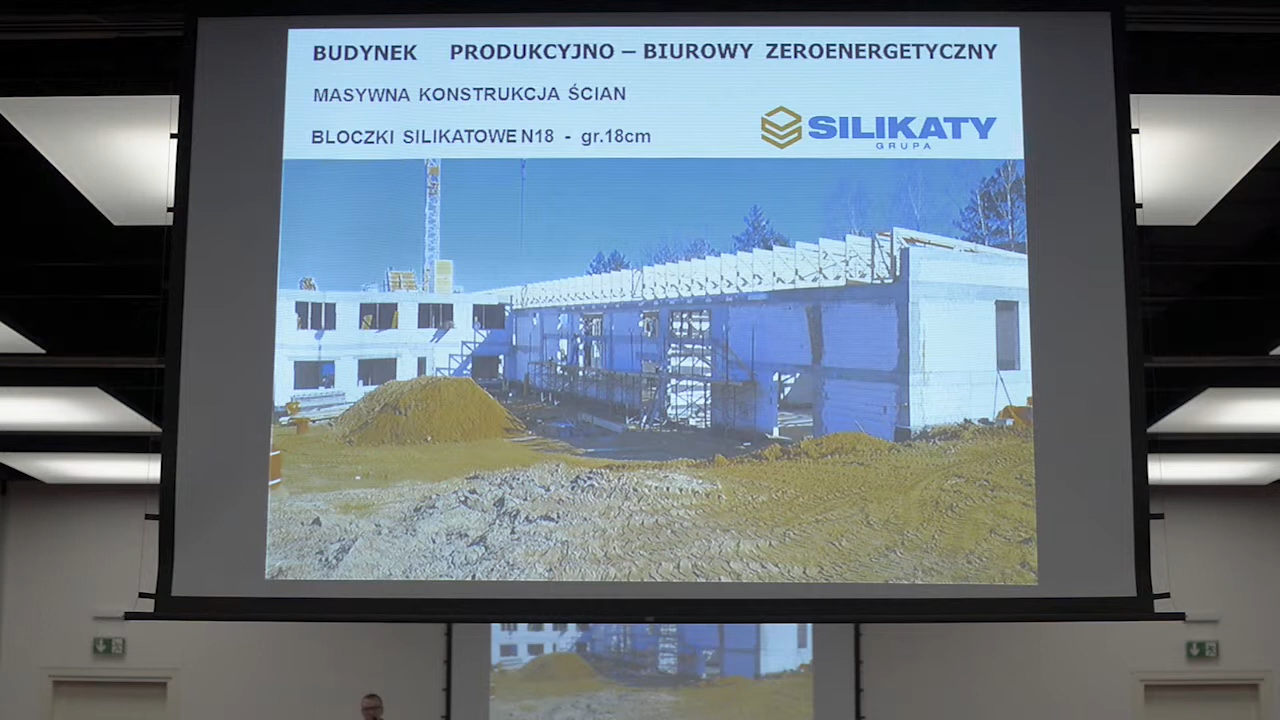 BUDYNEK PRODUKCYJNO – BIUROWY ZEROENERGETYCZNY
MASYWNA KONSTRUKCJA ŚCIAN
BLOCZKI SILIKATOWE N18 - gr.18cm
SILIKATY
GRUPA